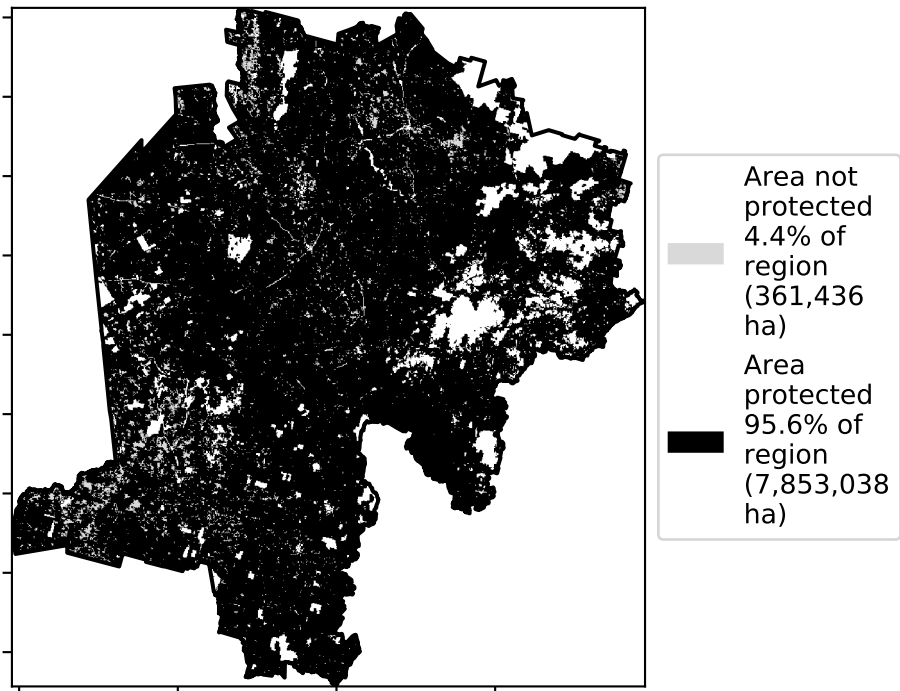 Area not
protected
4.4% of
region
(361,436
ha)
Area
protected
95.6% of
region
(7,853,038
ha)